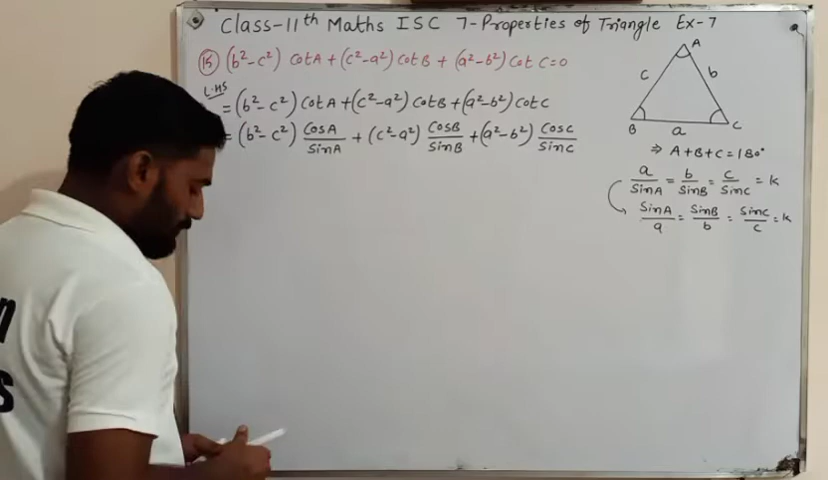 Class-11th Maths ISC 7-Properties of Triangle Ex-7
15 (b²-c²) CotA+(c²-a²) Cot B + (a²-b²) Cot C=0
L.HS
=(b²-c²) CotA+(c²-a²) CotB+(a²-b²) CotC
= (b²-c²) CosA/SinA + (c²-a²) CosB/SinB +(a²-b²) CosC/SinC
A
c b
B a C
⇒ A+B+C=180°
a/SinA = b/SinB = c/SinC = k
SinA/a = SinB/b = SinC/c = k
n
s